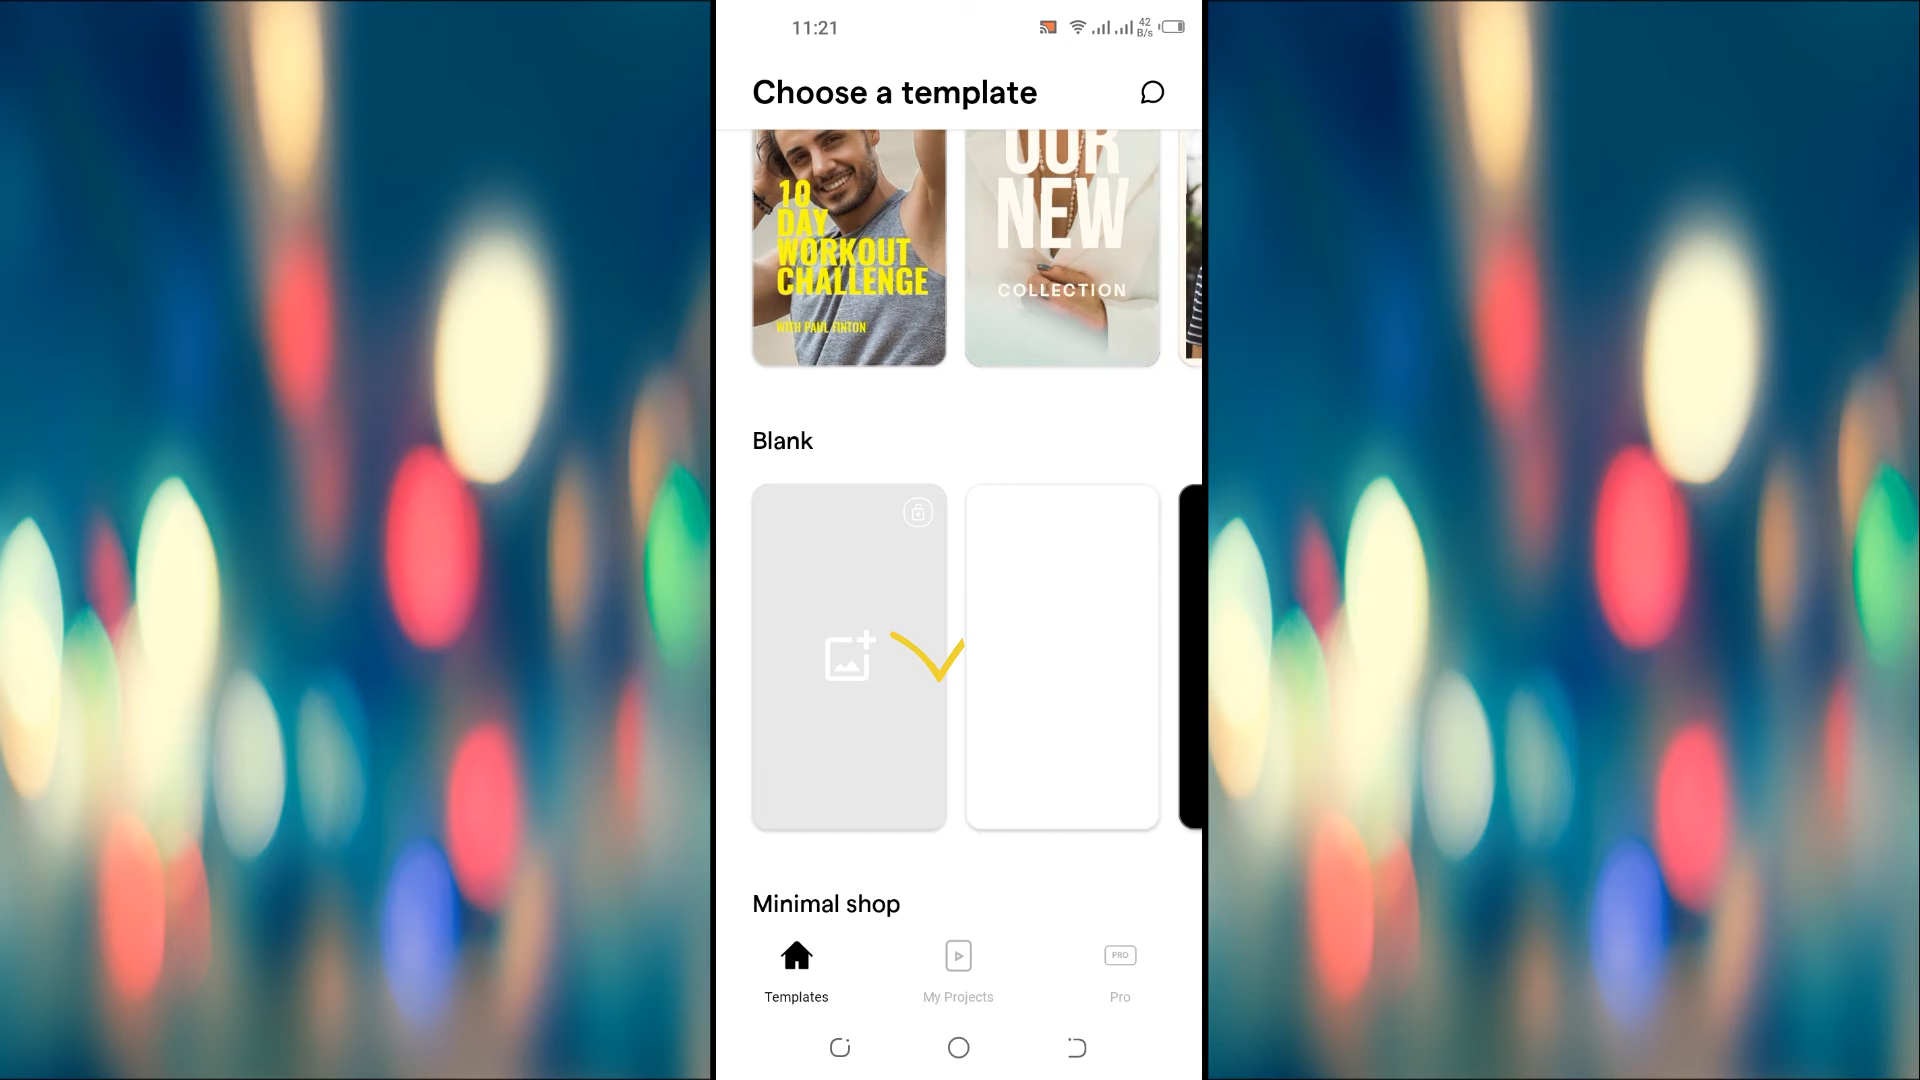 11:21
42
B/s
Choose a template
10
DAY
WORKOUT
CHALLENGE
WITH PAUL FINTON
OUR
NEW
COLLECTION
Blank
Minimal shop
PRO
Templates
My Projects
Pro